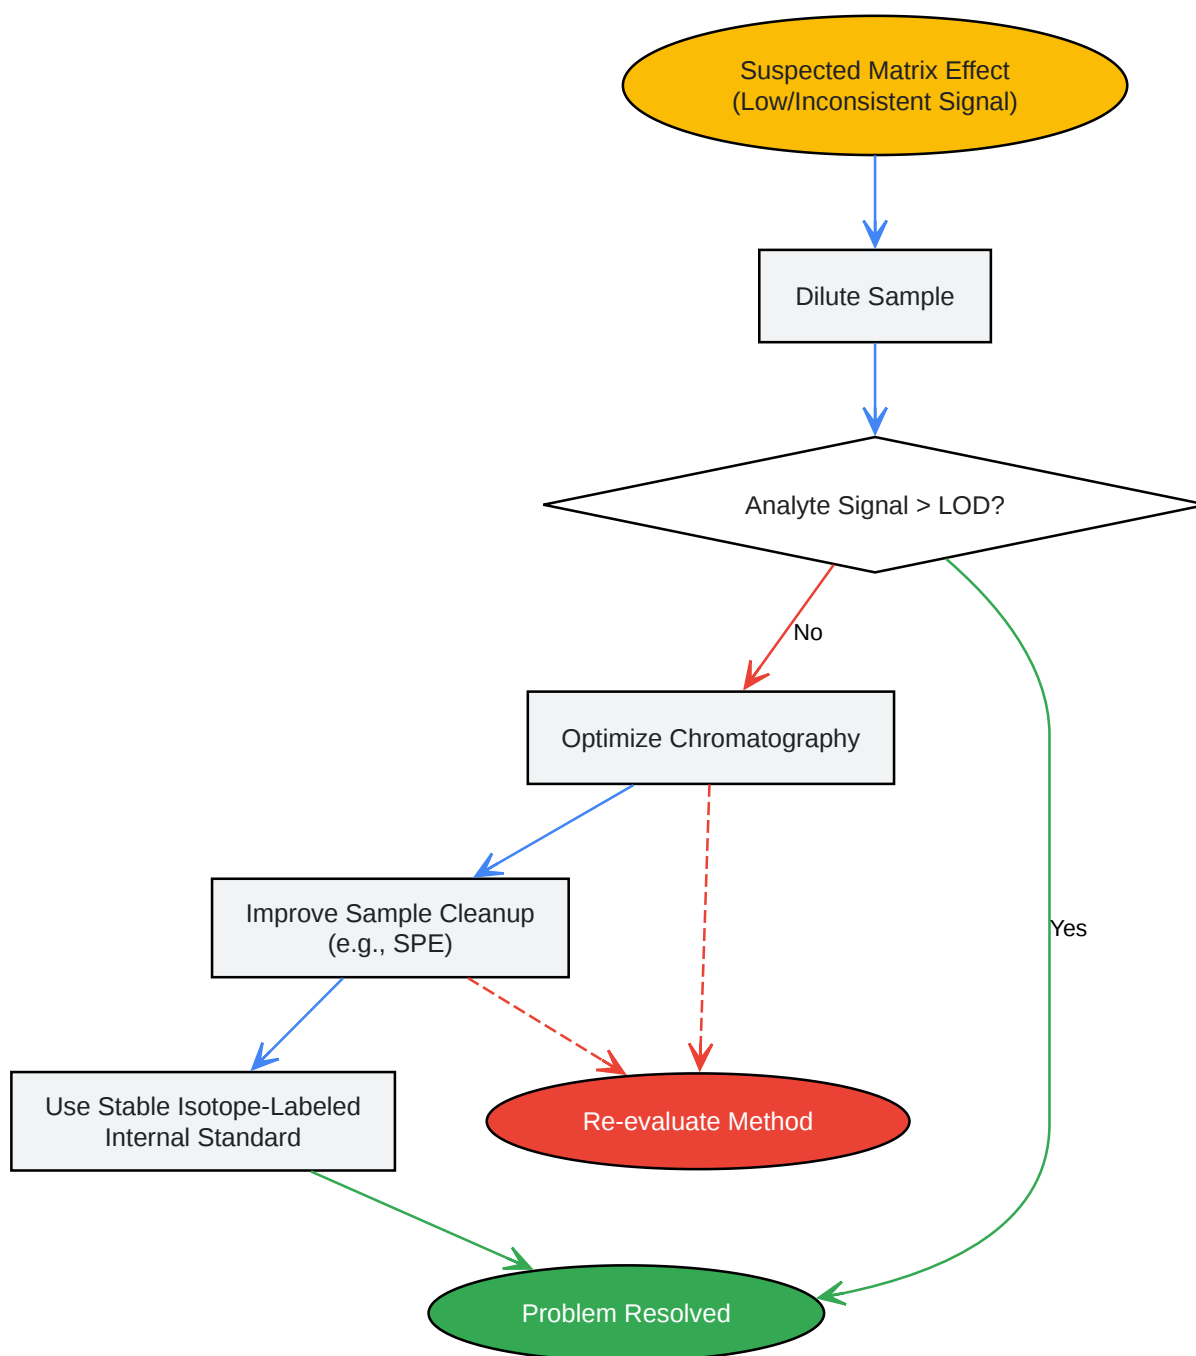 Suspected Matrix Effect
(Low/Inconsistent Signal)
Dilute Sample
Analyte Signal > LOD?
No
Optimize Chromatography
Improve Sample Cleanup
(e.g., SPE)
Yes
Use Stable Isotope-Labeled
Internal Standard
Re-evaluate Method
Problem Resolved